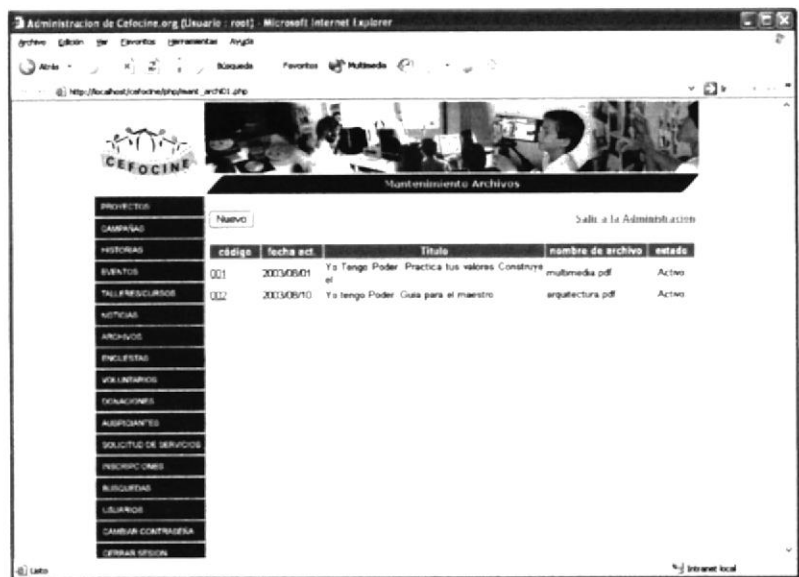 Administracion de Cefocine.org (Usuario : root) - Microsoft Internet Explorer
Archivo Edición Ver Favoritos Herramientas Ayuda
Atrás Búsqueda Favoritos Multimedia
http://localhost/cefocine/php/mant_archi01.php
CEFOCINE
Mantenimiento Archivos
Nuevo Salir a la Administracion
código fecha act. Titulo nombre de archivo estado
001 2003/08/01 Yo Tengo Poder Practica tus valores Construye el multimedia.pdf Activo
002 2003/08/10 Yo tengo Poder Guia para el maestro arquitectura.pdf Activo
PROYECTOS
CAMPAÑAS
HISTORIAS
EVENTOS
TALLERES/CURSOS
NOTICIAS
ARCHIVOS
ENCUESTAS
VOLUNTARIOS
DONACIONES
AUSPICIANTES
SOLICITUD DE SERVICIOS
INSCRIPCIONES
BUSQUEDAS
USUARIOS
CAMBIAR CONTRASEÑA
CERRAR SESION
Listo Intranet local